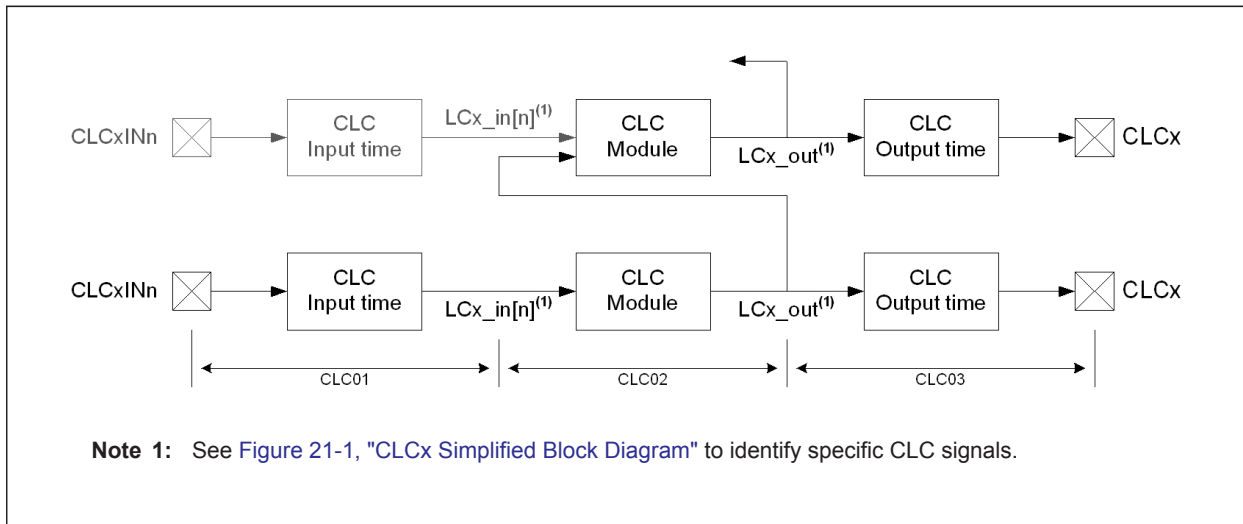 CLCxINn
CLC
Input time
LCx_in[n](1)
CLC
Module
LCx_out(1)
CLC
Output time
CLCx
CLCxINn
CLC
Input time
LCx_in[n](1)
CLC
Module
LCx_out(1)
CLC
Output time
CLCx
CLC01
CLC02
CLC03
Note 1: See Figure 21-1, "CLCx Simplified Block Diagram" to identify specific CLC signals.